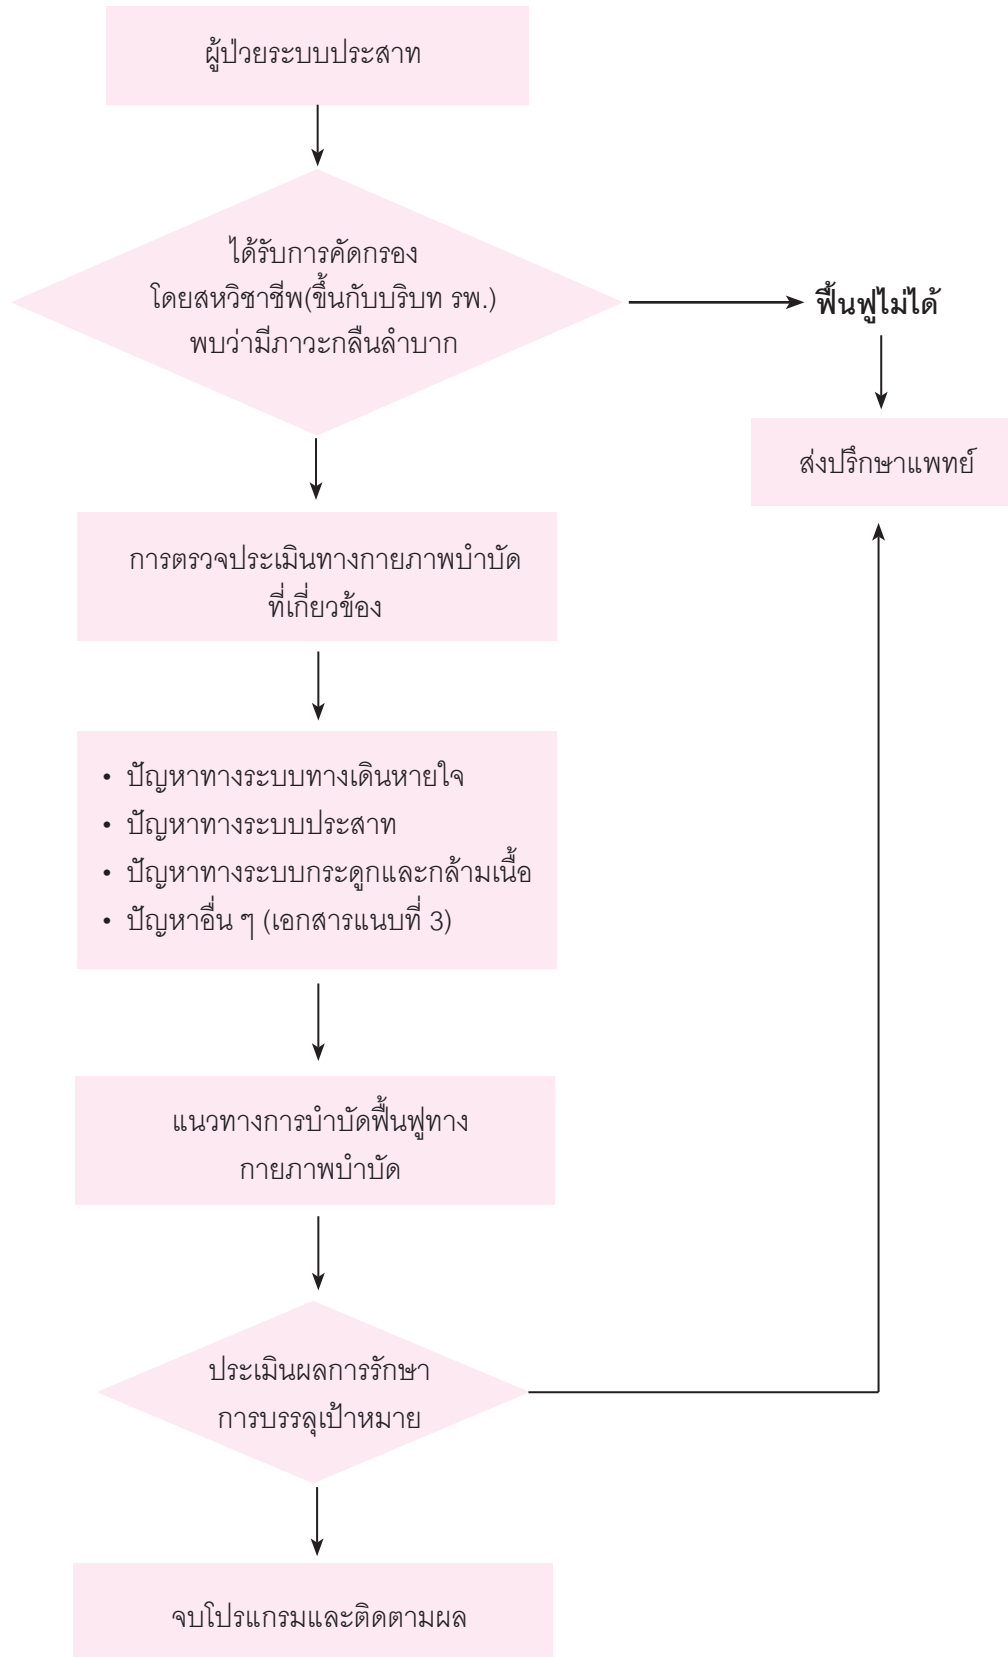 ผู้ป่วยระบบประสาท
ได้รับการคัดกรอง
โดยสหวิชาชีพ(ขึ้นกับบริบท รพ.)
พบว่ามีภาวะกลืนลำบาก
ฟื้นฟูไม่ได้
ส่งปรึกษาแพทย์
การตรวจประเมินทางกายภาพบำบัด
ที่เกี่ยวข้อง
• ปัญหาทางระบบทางเดินหายใจ
• ปัญหาทางระบบประสาท
• ปัญหาทางระบบกระดูกและกล้ามเนื้อ
• ปัญหาอื่น ๆ (เอกสารแนบที่ 3)
แนวทางการบำบัดฟื้นฟูทาง
กายภาพบำบัด
ประเมินผลการรักษา
การบรรลุเป้าหมาย
จบโปรแกรมและติดตามผล